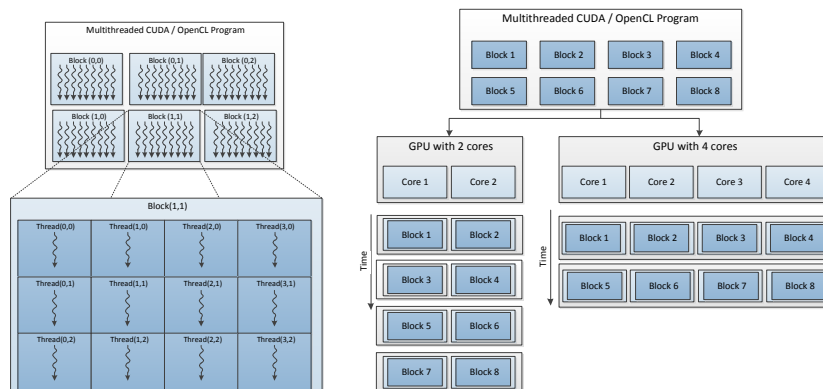 Multithreaded CUDA / OpenCL Program
Block (0,0) Block (0,1) Block (0,2)
Block (1,0) Block (1,1) Block (1,2)
Block(1,1)
Thread(0,0) Thread(1,0) Thread(2,0) Thread(3,0)
Thread(0,1) Thread(1,1) Thread(2,1) Thread(3,1)
Thread(0,2) Thread(1,2) Thread(2,2) Thread(3,2)
Multithreaded CUDA / OpenCL Program
Block 1 Block 2 Block 3 Block 4
Block 5 Block 6 Block 7 Block 8
GPU with 2 cores
Core 1 Core 2
Time
Block 1 Block 2
Block 3 Block 4
Block 5 Block 6
Block 7 Block 8
GPU with 4 cores
Core 1 Core 2 Core 3 Core 4
Time
Block 1 Block 2 Block 3 Block 4
Block 5 Block 6 Block 7 Block 8